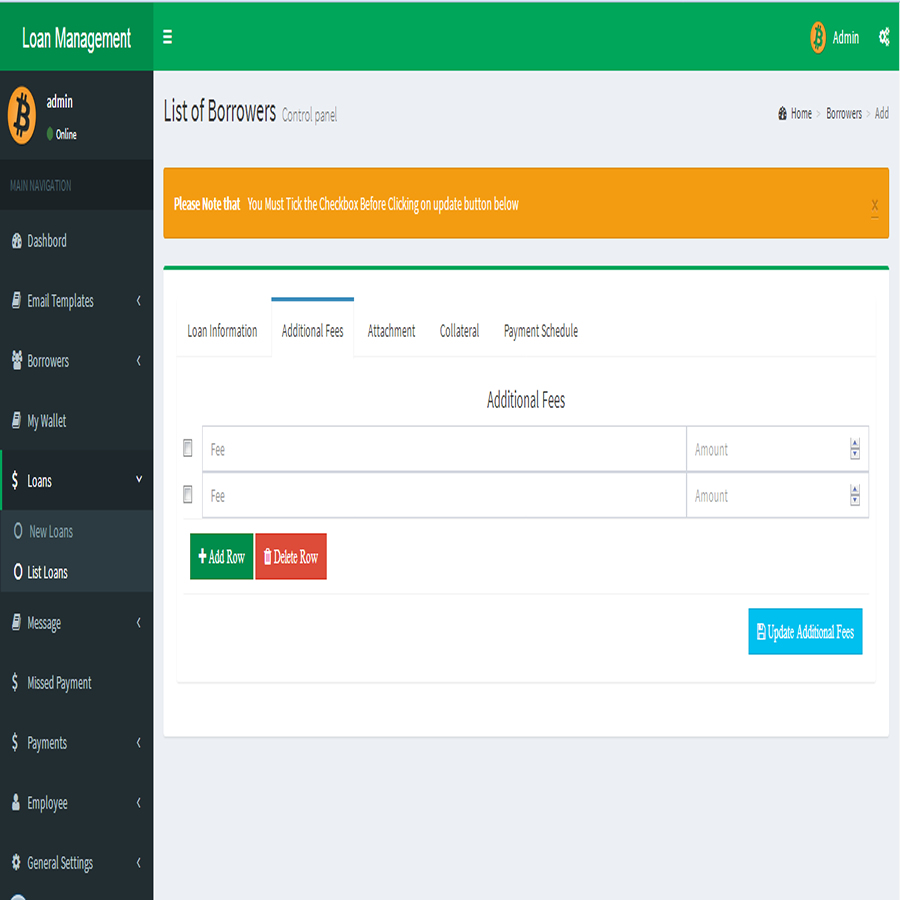 Loan Management
Admin
admin
Online
MAIN NAVIGATION
Dashbord
Email Templates
Borrowers
My Wallet
$ Loans
New Loans
List Loans
Message
$ Missed Payment
$ Payments
Employee
General Settings
List of Borrowers Control panel
Home > Borrowers > Add
Please Note that You Must Tick the Checkbox Before Clicking on update button below
x
Loan Information Additional Fees Attachment Collateral Payment Schedule
Additional Fees
Fee Amount
Fee Amount
+ Add Row Delete Row
Update Additional Fees